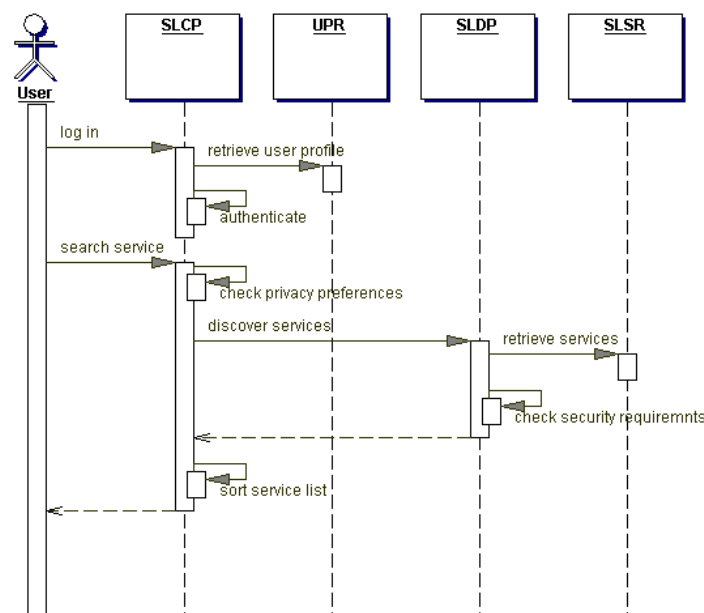 SLCP UPR SLDP SLSR
User
log in
retrieve user profile
authenticate
search service
check privacy preferences
discover services
retrieve services
check security requiremnts
sort service list